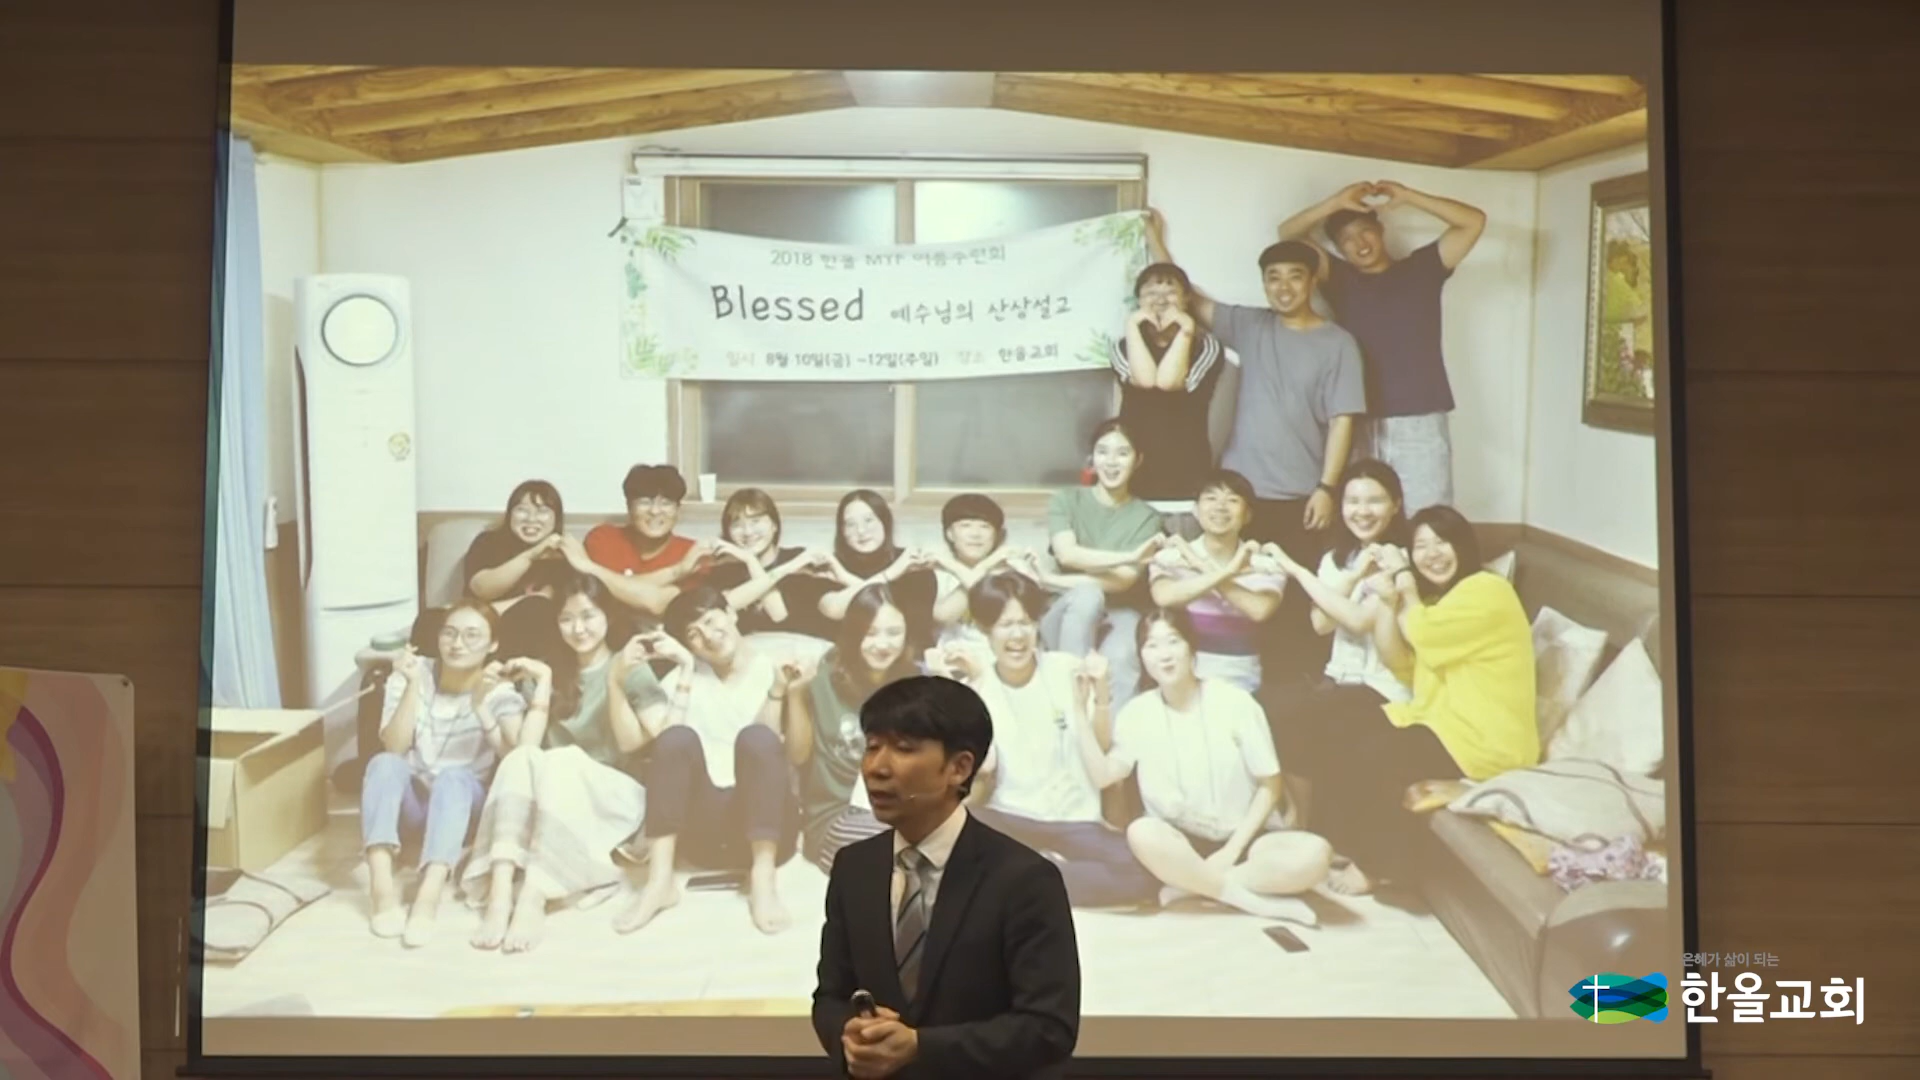 2018 한울 MYF 여름수련회
Blessed 예수님의 산상설교
일시 8월 10일(금) ~12일(주일) 장소 한울교회
은혜가 삶이 되는
한울교회